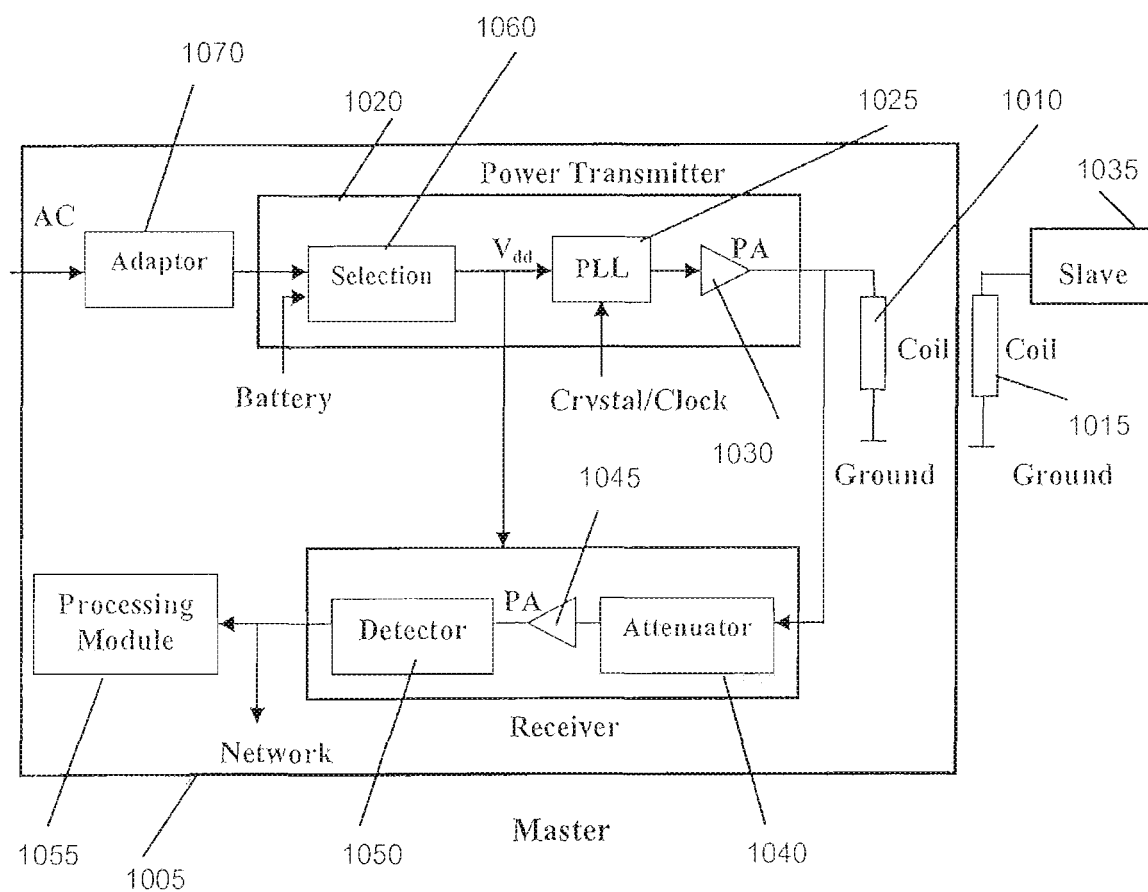 1060
1070
1020
1025
1010
1035
Power Transmitter
AC
Adaptor
Selection
Vdd
PLL
PA
Slave
Coil
Coil
Battery
Crystal/Clock
1030
1015
Ground
Ground
1045
Processing
Module
Detector
PA
Attenuator
Network
Receiver
Master
1055
1005
1050
1040